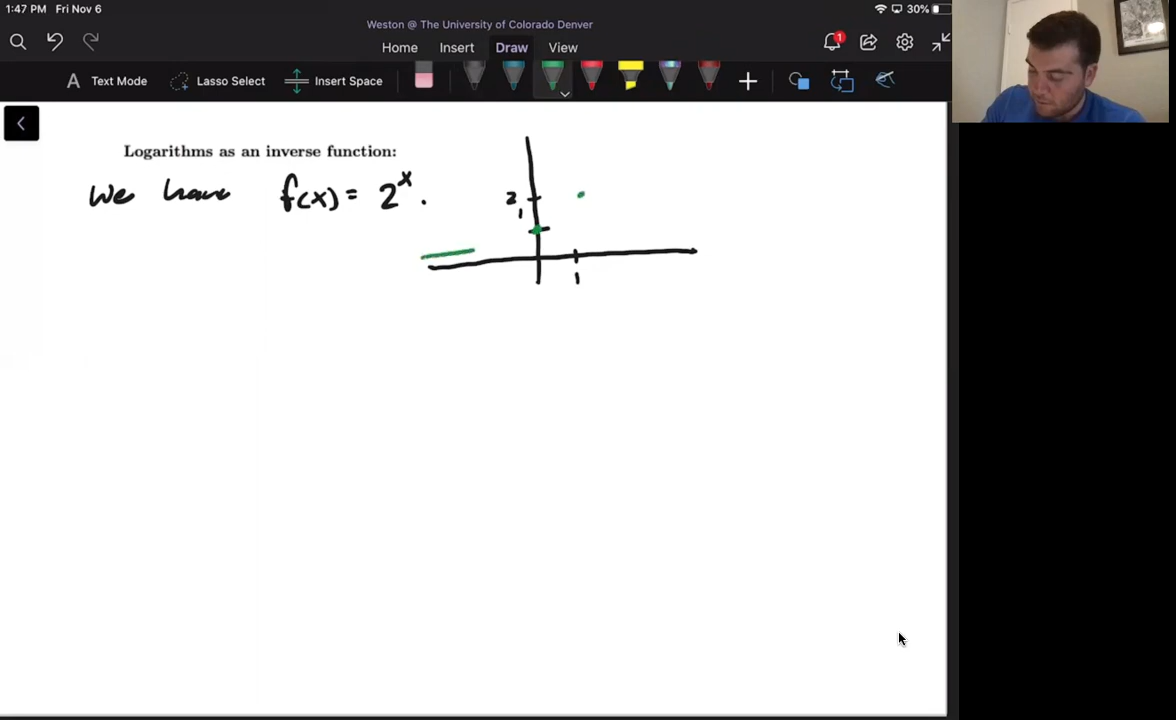 1:47 PM Fri Nov 6
30%
Weston @ The University of Colorado Denver
Home Insert Draw View
1
Text Mode Lasso Select Insert Space
Logarithms as an inverse function:
We have f(x) = 2^x.
2
1
1